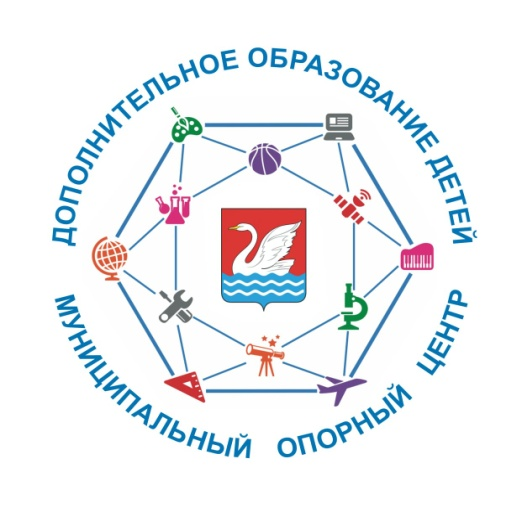 ДОПОЛНИТЕЛЬНОЕ ОБРАЗОВАНИЕ ДЕТЕЙ
МУНИЦИПАЛЬНЫЙ ОПОРНЫЙ ЦЕНТР